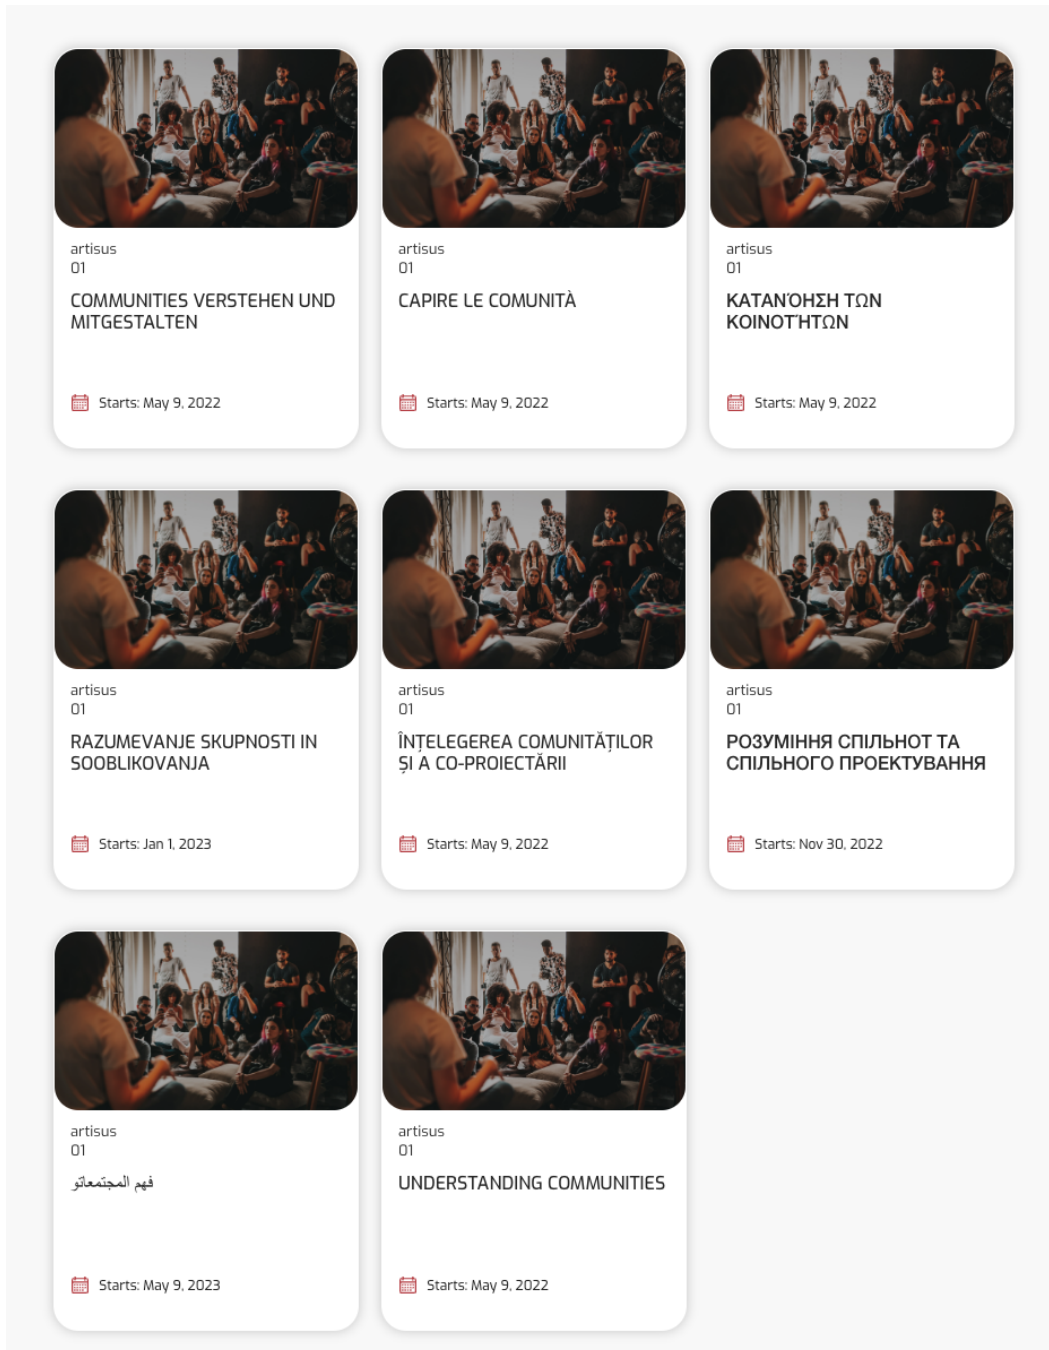 artisus
01
COMMUNITIES VERSTEHEN UND
MITGESTALTEN
Starts: May 9, 2022
artisus
01
CAPIRE LE COMUNITÀ
Starts: May 9, 2022
artisus
01
ΚΑΤΑΝΌΗΣΗ ΤΩΝ
ΚΟΙΝΟΤΉΤΩΝ
Starts: May 9, 2022
artisus
01
RAZUMEVANJE SKUPNOSTI IN
SOOBLIKOVANJA
Starts: Jan 1, 2023
artisus
01
ÎNȚELEGEREA COMUNITĂȚILOR
ȘI A CO-PROIECTĂRII
Starts: May 9, 2022
artisus
01
РОЗУМІННЯ СПІЛЬНОТ ТА
СПІЛЬНОГО ПРОЕКТУВАННЯ
Starts: Nov 30, 2022
artisus
01
فهم المجتمعاتو
Starts: May 9, 2023
artisus
01
UNDERSTANDING COMMUNITIES
Starts: May 9, 2022